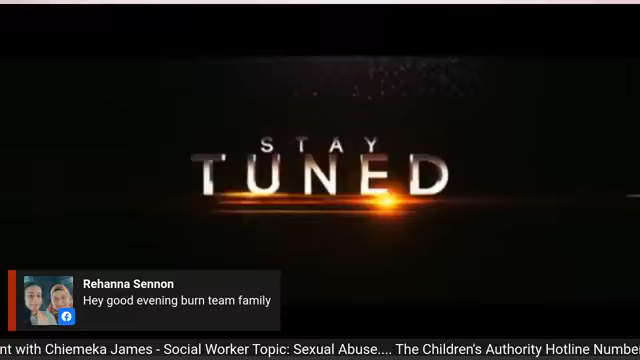 STAY
TUNED
Rehanna Sennon
Hey good evening burn team family
nt with Chiemeka James - Social Worker Topic: Sexual Abuse.... The Children's Authority Hotline Number